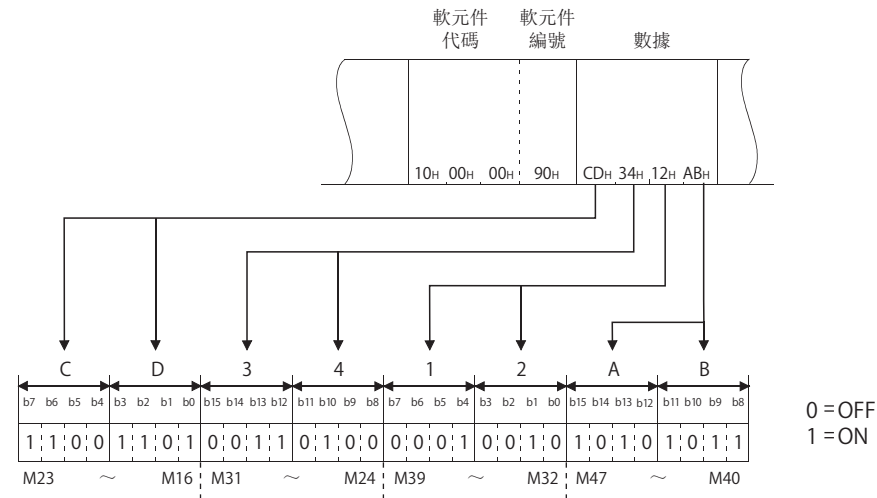 軟元件 軟元件
代碼 編號 數據
10H 00H 00H 90H CDH 34H 12H ABH
C D 3 4 1 2 A B
b7 b6 b5 b4 b3 b2 b1 b0 b15 b14 b13 b12 b11 b10 b9 b8 b7 b6 b5 b4 b3 b2 b1 b0 b15 b14 b13 b12 b11 b10 b9 b8
1 1 0 0 1 1 0 1 0 0 1 1 0 1 0 0 0 0 0 1 0 0 1 0 1 0 1 0 1 0 1 1
M23 ～ M16 M31 ～ M24 M39 ～ M32 M47 ～ M40
0 = OFF
1 = ON